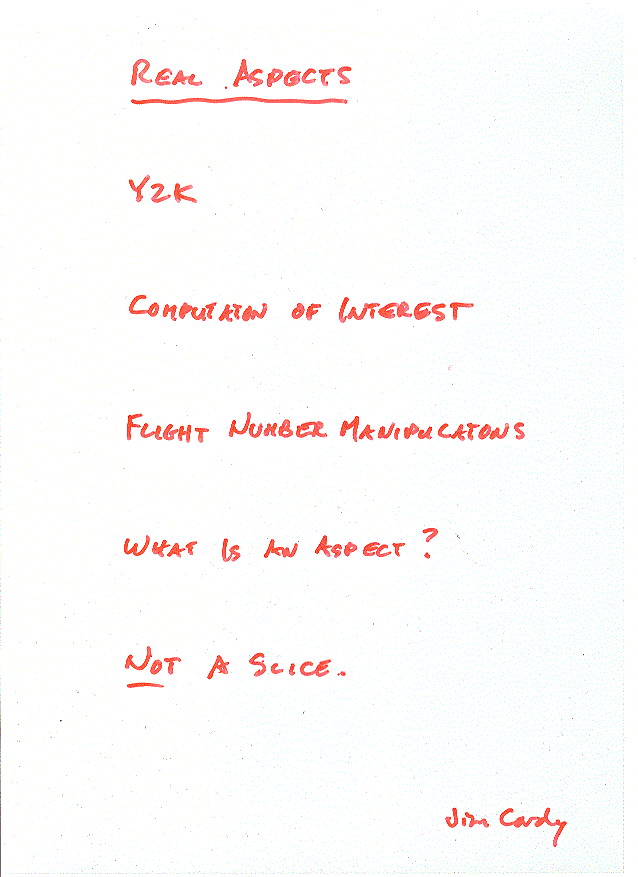 REAL ASPECTS
Y2K
COMPUTATION OF INTEREST
FLIGHT NUMBER MANIPULATIONS
WHAT IS AN ASPECT?
NOT A SLICE.
Jim Cordy